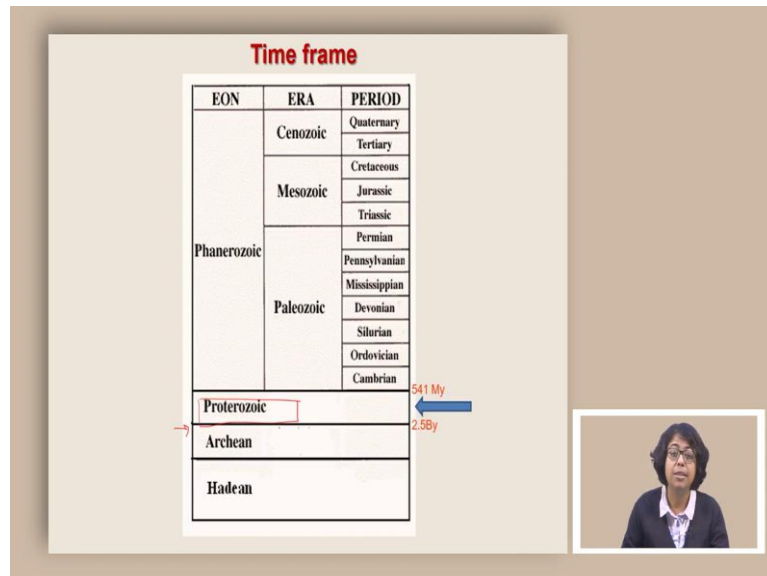 Time frame
EON ERA PERIOD
Phanerozoic
Cenozoic
Quaternary
Tertiary
Mesozoic
Cretaceous
Jurassic
Triassic
Paleozoic
Permian
Pennsylvanian
Mississippian
Devonian
Silurian
Ordovician
Cambrian
541 My
Proterozoic
2.5By
Archean
Hadean